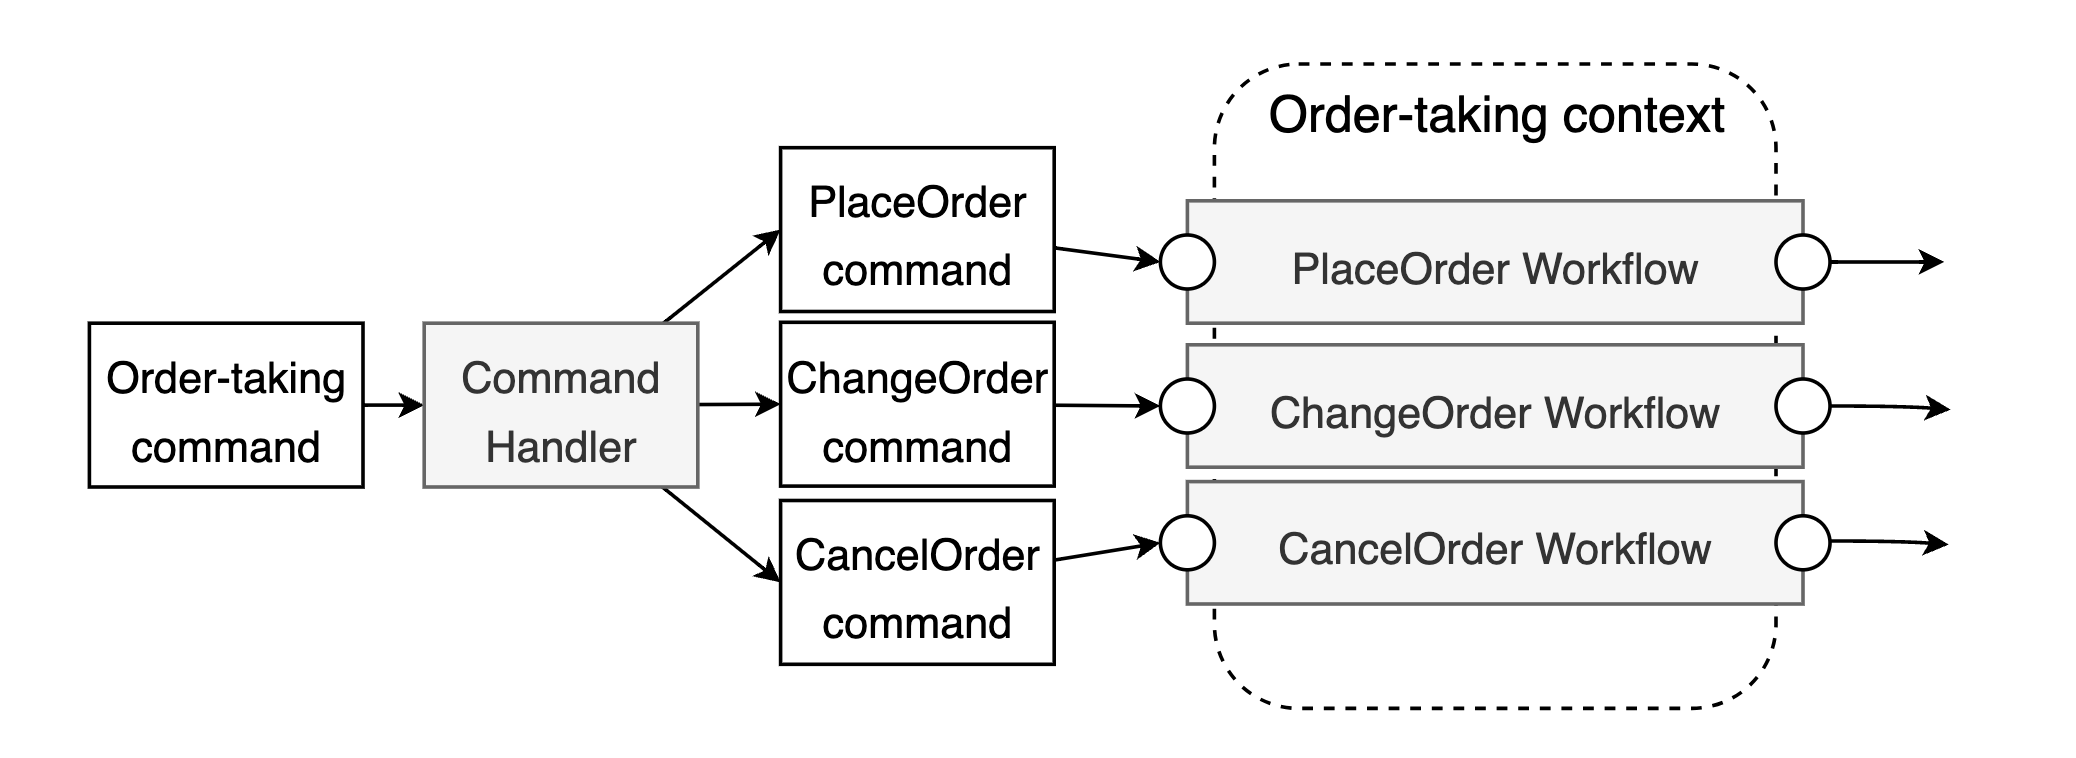 Order-taking context
PlaceOrder
command
PlaceOrder Workflow
Order-taking
command
Command
Handler
ChangeOrder
command
ChangeOrder Workflow
CancelOrder
command
CancelOrder Workflow